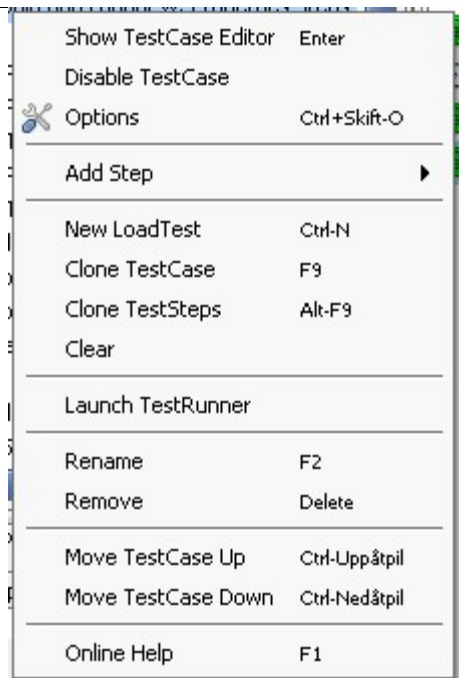 Show TestCase Editor Enter
Disable TestCase
Options Ctrl+Skift-O
Add Step
New LoadTest Ctrl-N
Clone TestCase F9
Clone TestSteps Alt-F9
Clear
Launch TestRunner
Rename F2
Remove Delete
Move TestCase Up Ctrl-Uppåtpil
Move TestCase Down Ctrl-Nedåtpil
Online Help F1